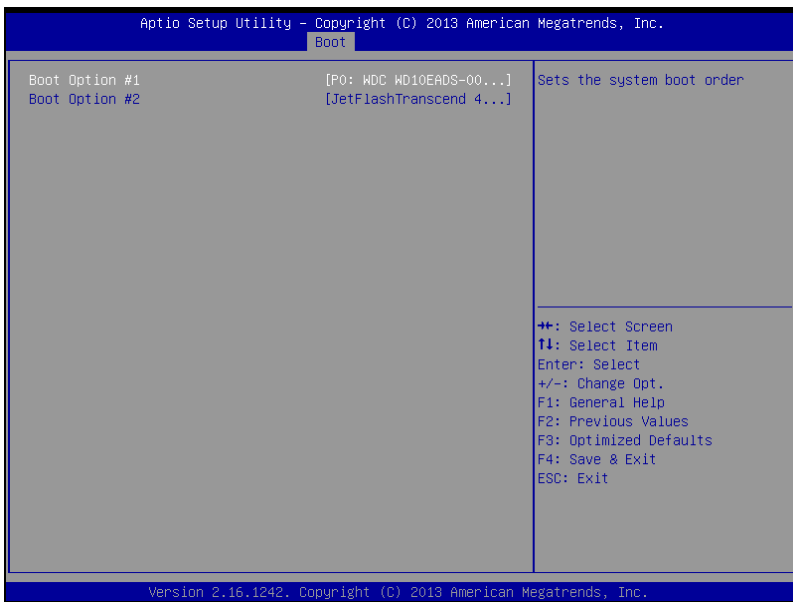 Aptio Setup Utility – Copyright (C) 2013 American Megatrends, Inc.
Boot
Boot Option #1 [P0: WDC WD10EADS-00...]
Boot Option #2 [JetFlashTranscend 4...]
Sets the system boot order
→←: Select Screen
↑↓: Select Item
Enter: Select
+/-: Change Opt.
F1: General Help
F2: Previous Values
F3: Optimized Defaults
F4: Save & Exit
ESC: Exit
Version 2.16.1242. Copyright (C) 2013 American Megatrends, Inc.